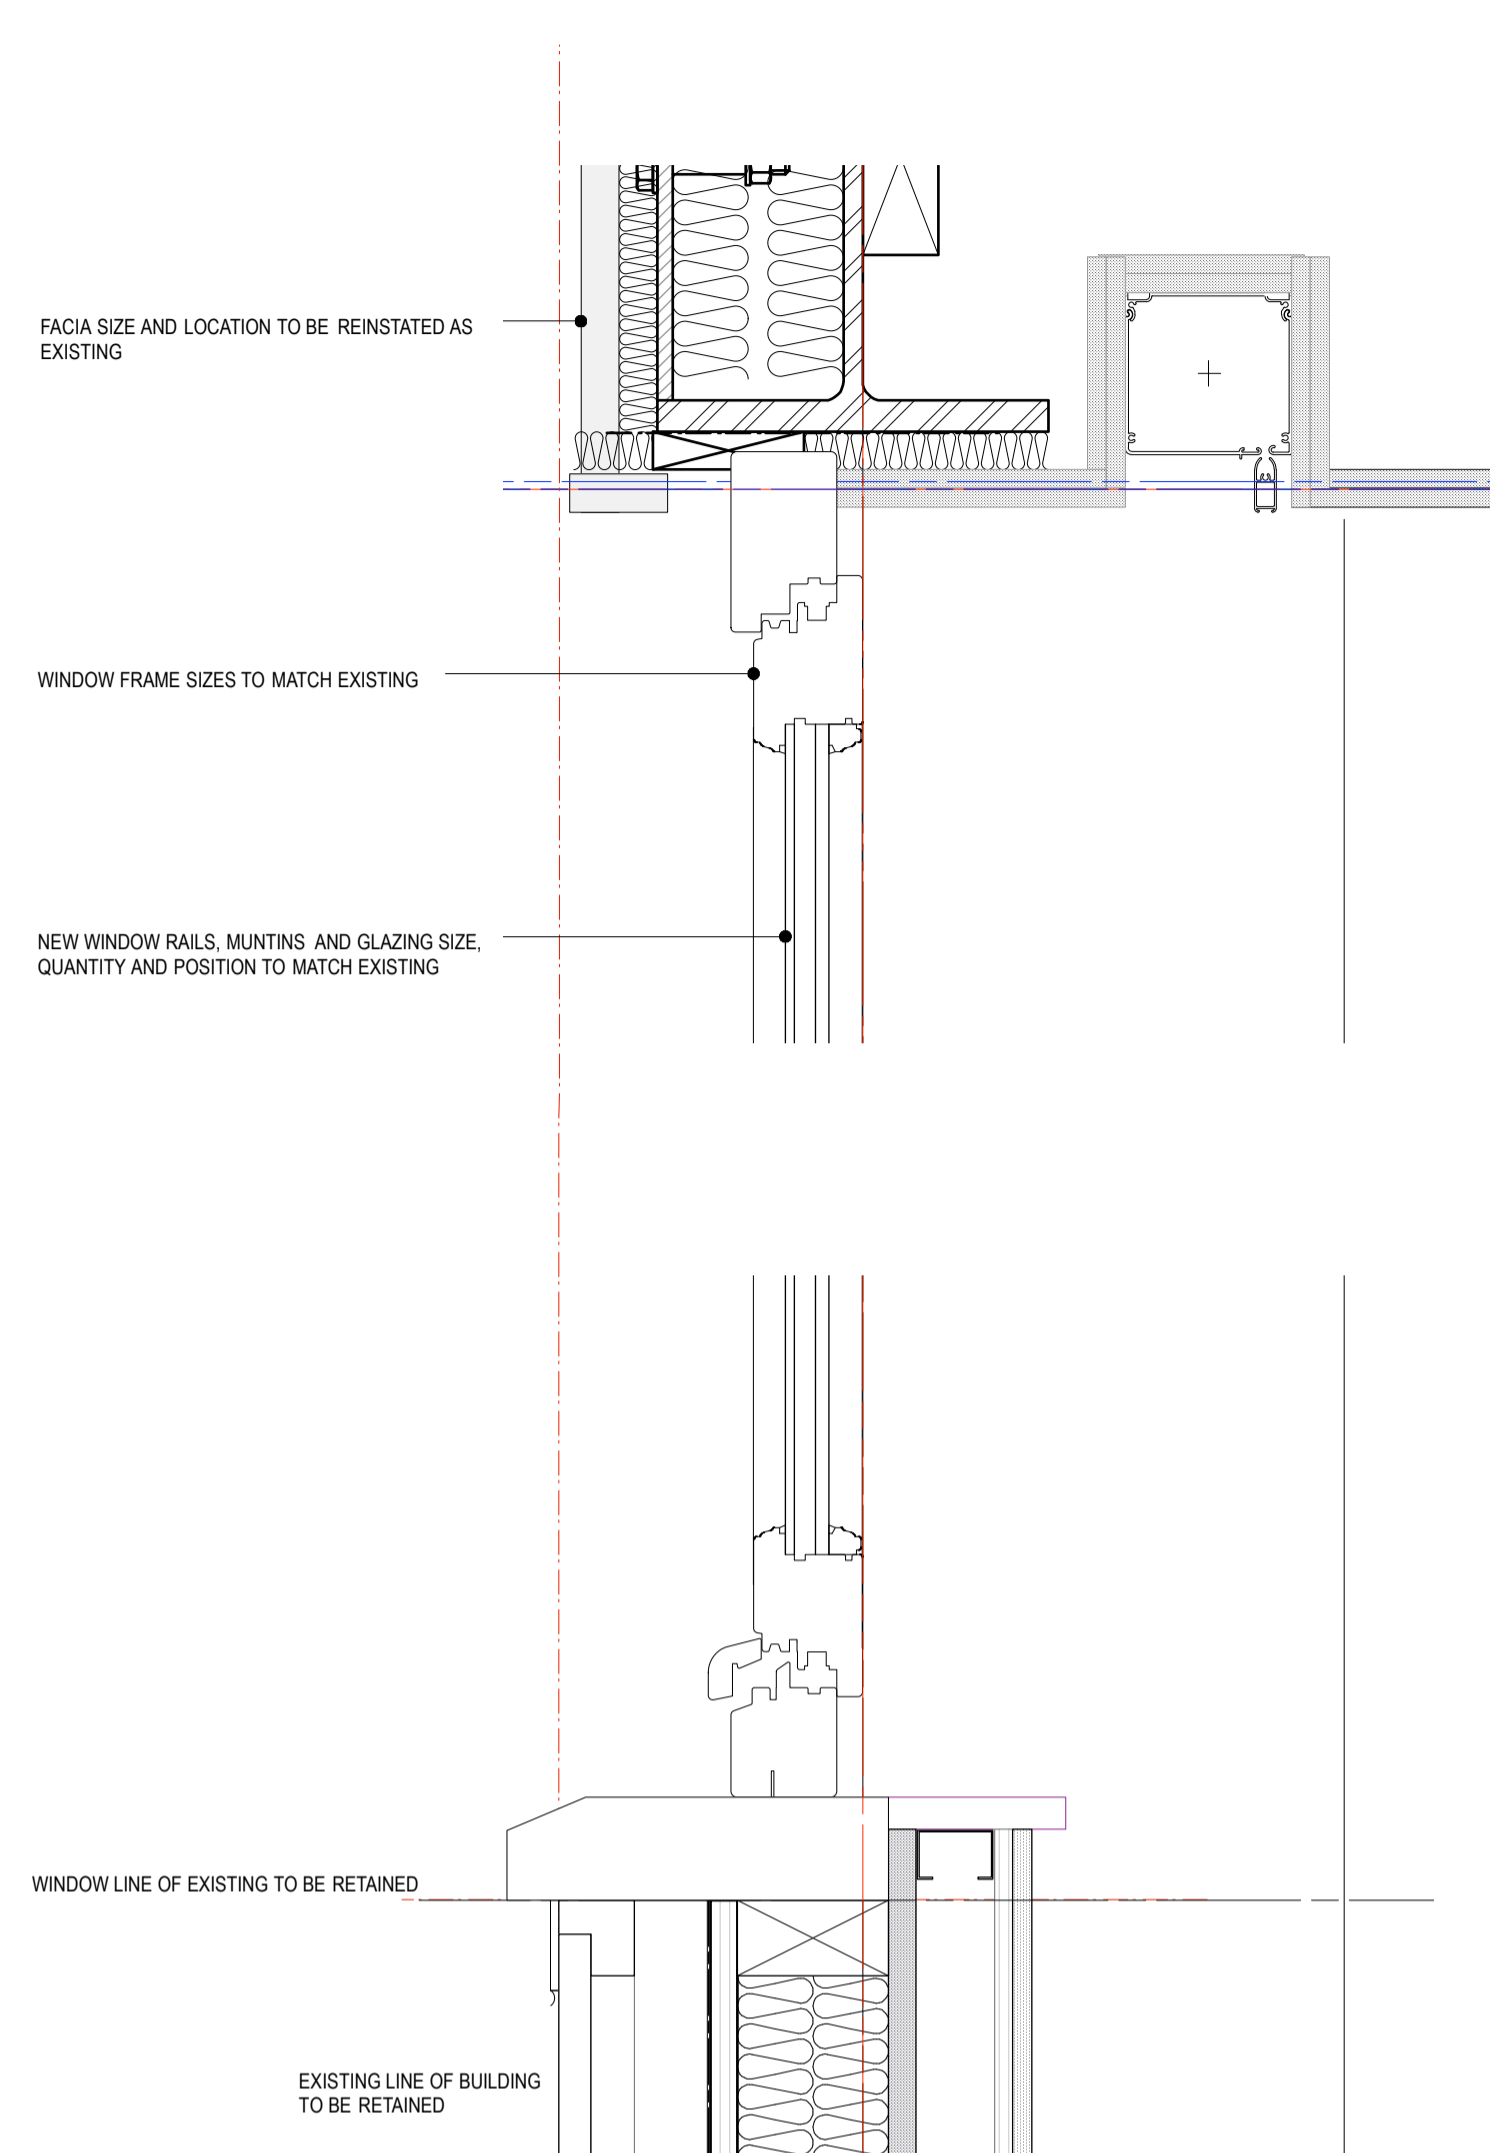 FACIA SIZE AND LOCATION TO BE REINSTATED AS
EXISTING
WINDOW FRAME SIZES TO MATCH EXISTING
NEW WINDOW RAILS, MUNTINS AND GLAZING SIZE,
QUANTITY AND POSITION TO MATCH EXISTING
WINDOW LINE OF EXISTING TO BE RETAINED
EXISTING LINE OF BUILDING
TO BE RETAINED